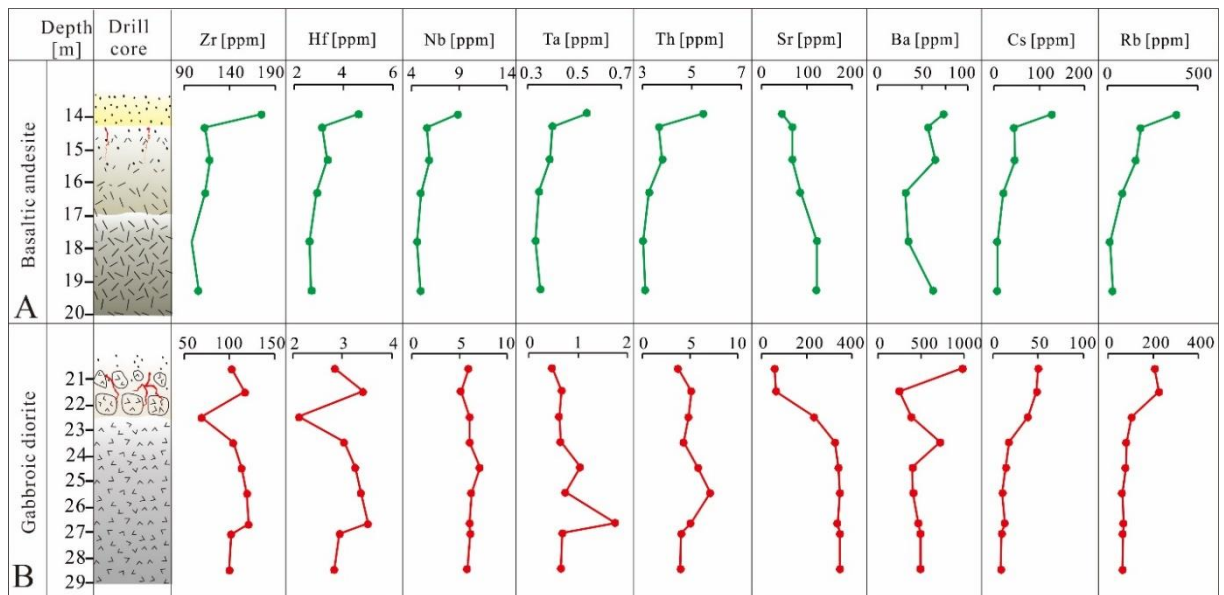 Depth [m] Drill core Zr [ppm] Hf [ppm] Nb [ppm] Ta [ppm] Th [ppm] Sr [ppm] Ba [ppm] Cs [ppm] Rb [ppm]
90 140 190 2 4 6 4 9 14 0.3 0.5 0.7 3 5 7 0 100 200 0 50 100 0 100 200 0 500
Basaltic andesite
14
15
16
17
18
19
20
A
50 100 150 2 3 4 0 5 10 0 1 2 0 5 10 0 200 400 0 500 1000 0 50 100 0 200 400
Gabbroic diorite
21
22
23
24
25
26
27
28
29
B